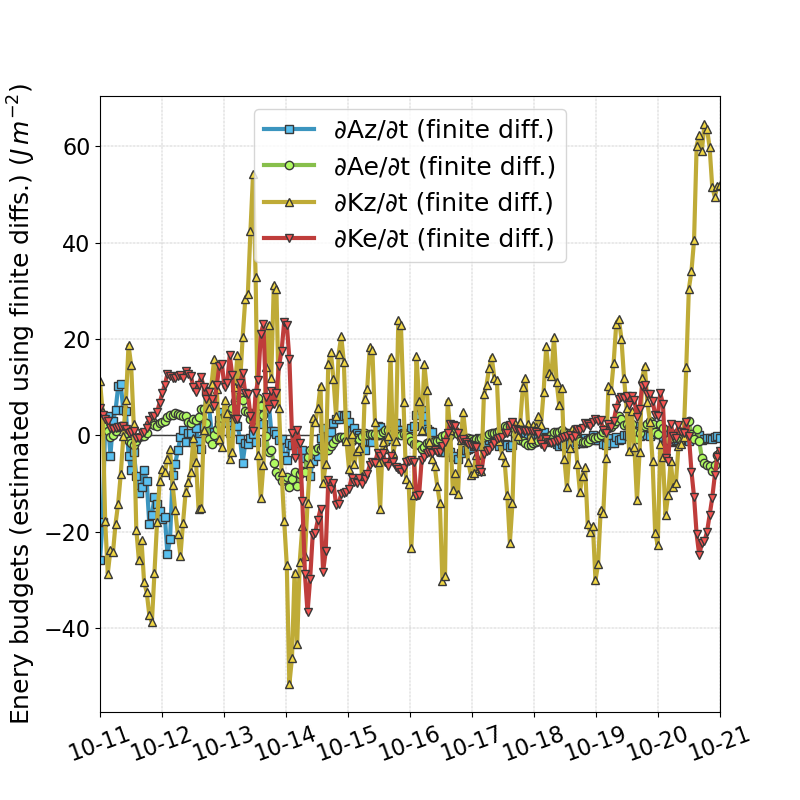 Enery budgets (estimated using finite diffs.) (J m⁻²)
∂Az/∂t (finite diff.)
∂Ae/∂t (finite diff.)
∂Kz/∂t (finite diff.)
∂Ke/∂t (finite diff.)
60
40
20
0
−20
−40
10-11 10-12 10-13 10-14 10-15 10-16 10-17 10-18 10-19 10-20 10-21